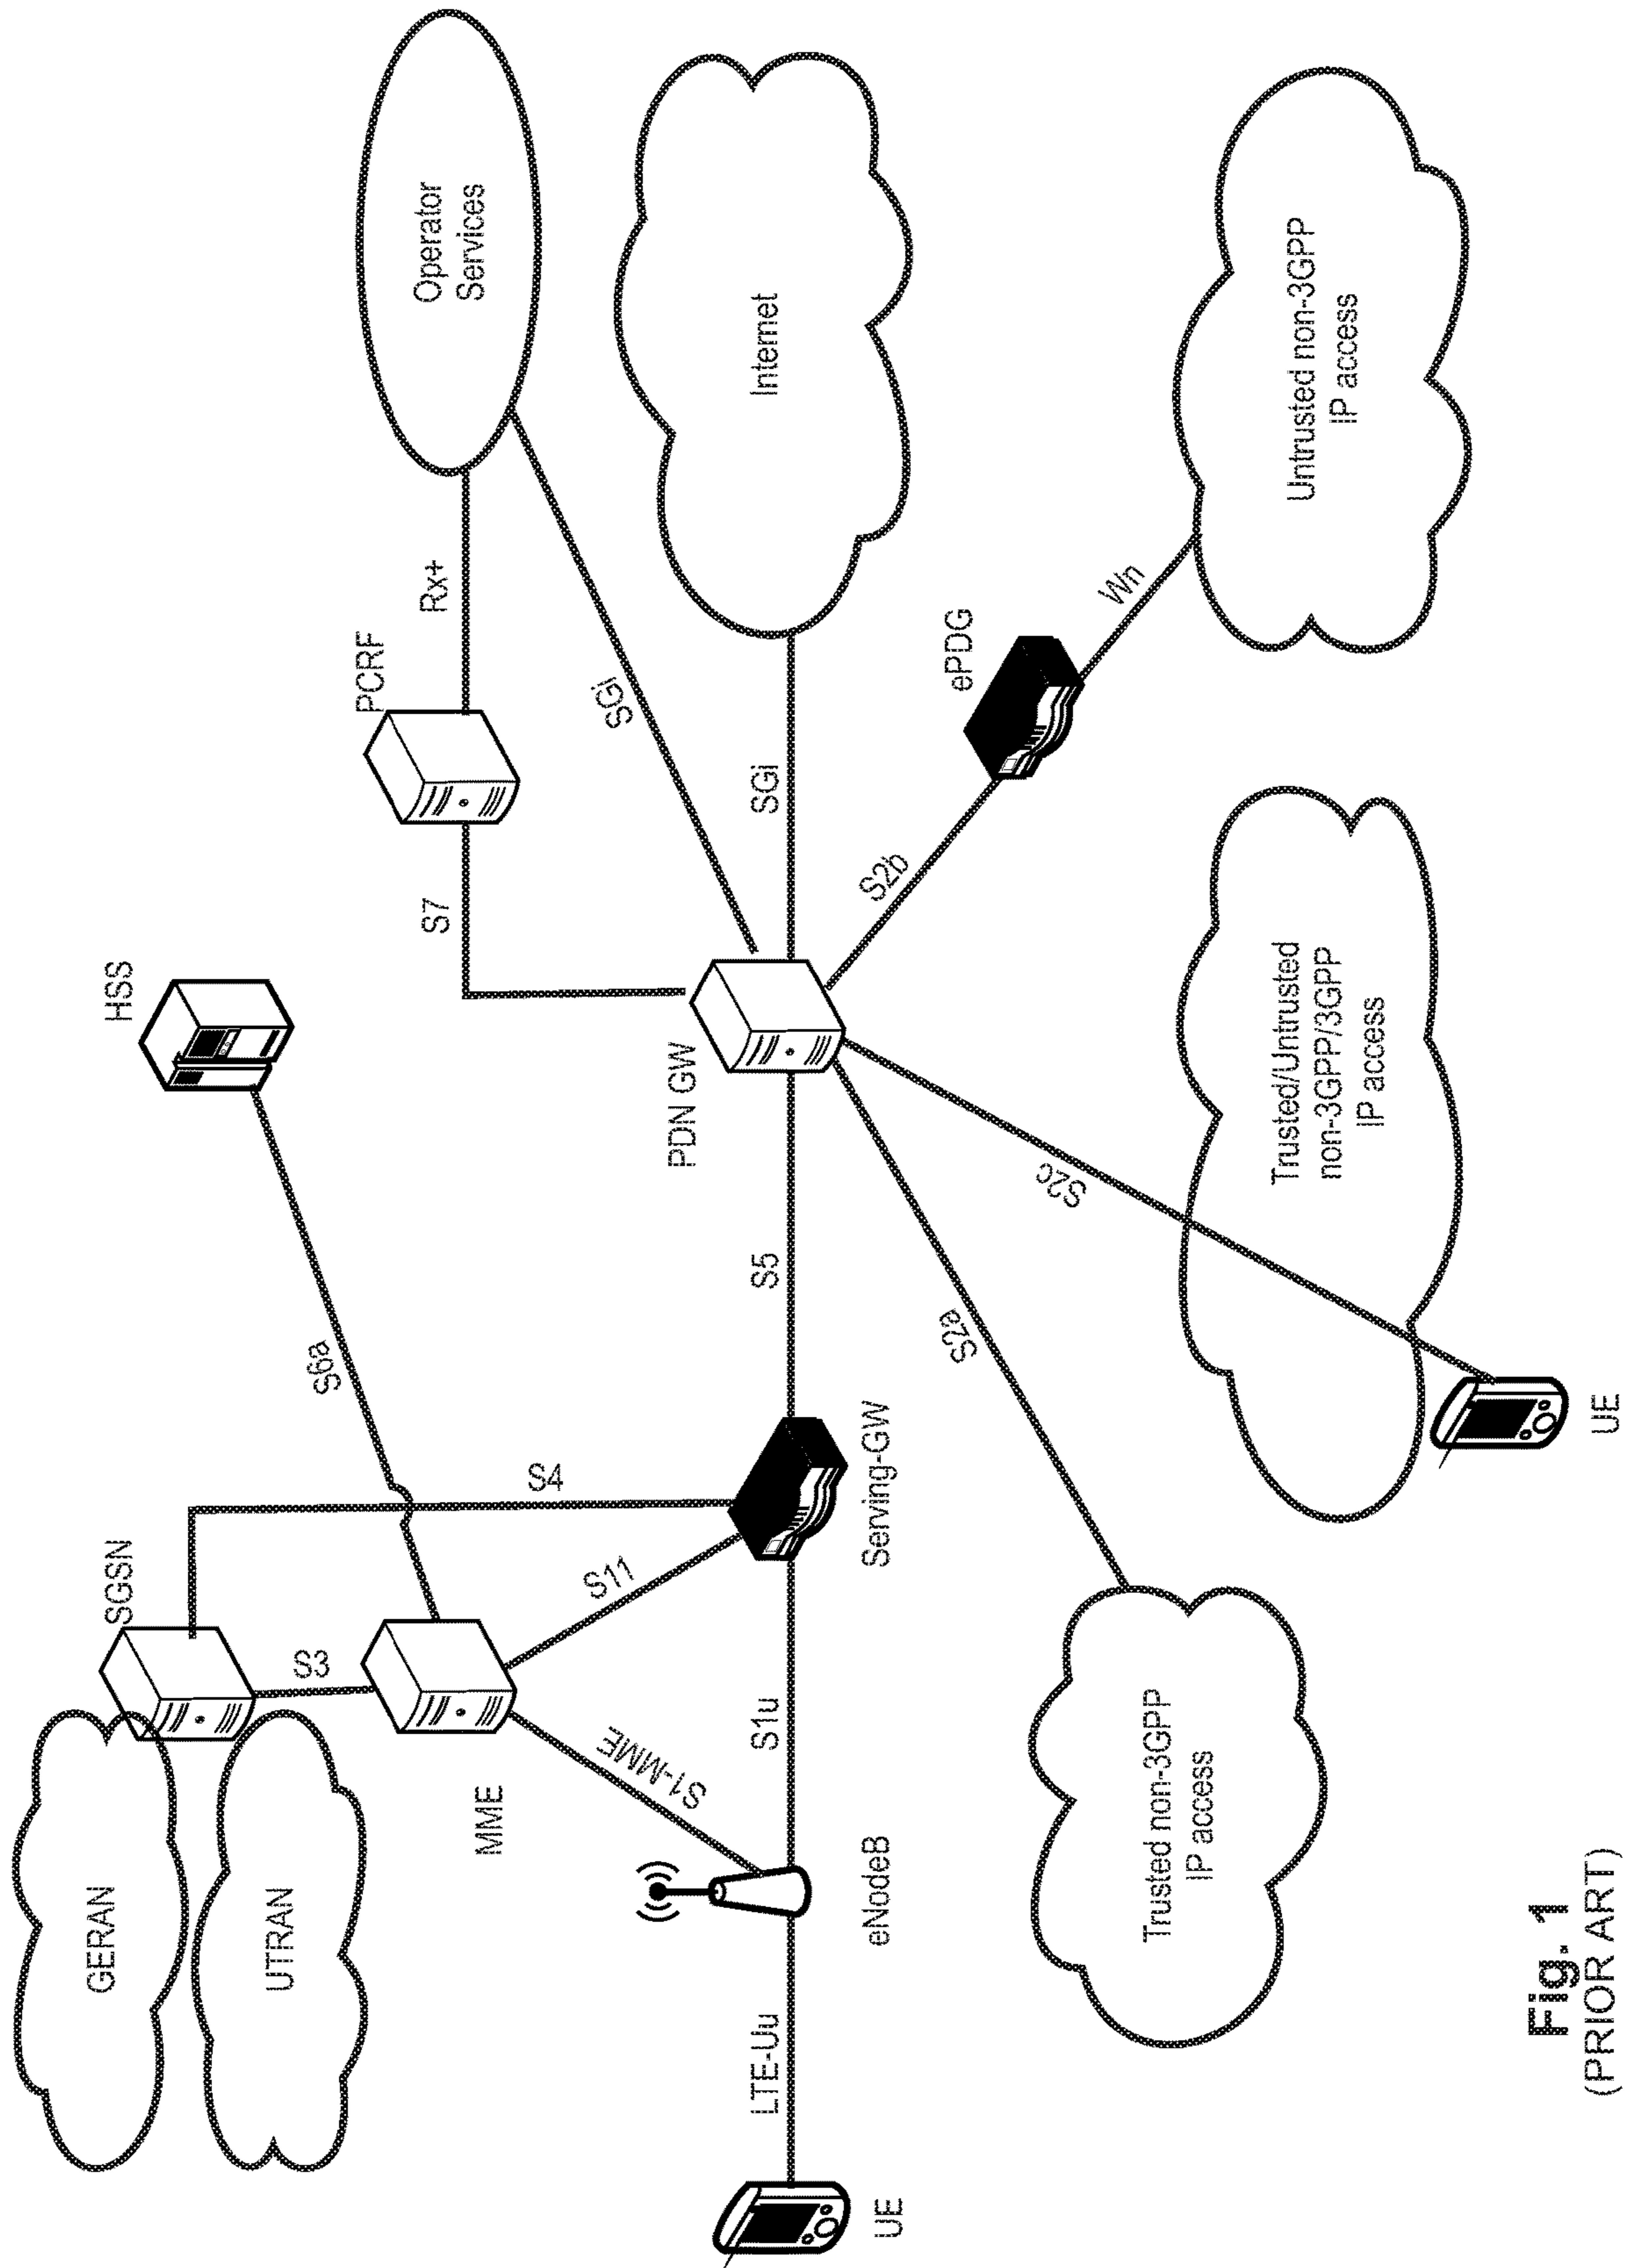 GERAN
UTRAN
SGSN
HSS
S3
S6a
S4
MME
S11
S1-MME
PCRF
S7
Rx+
Operator
Services
SGi
UE
LTE-Uu
eNodeB
S1u
Serving-GW
S5
PDN GW
SGi
Internet
S2a
S2c
S2b
ePDG
Wn
Trusted non-3GPP
IP access
Trusted/Untrusted
non-3GPP/3GPP
IP access
Untrusted non-3GPP
IP access
UE
Fig. 1
(PRIOR ART)